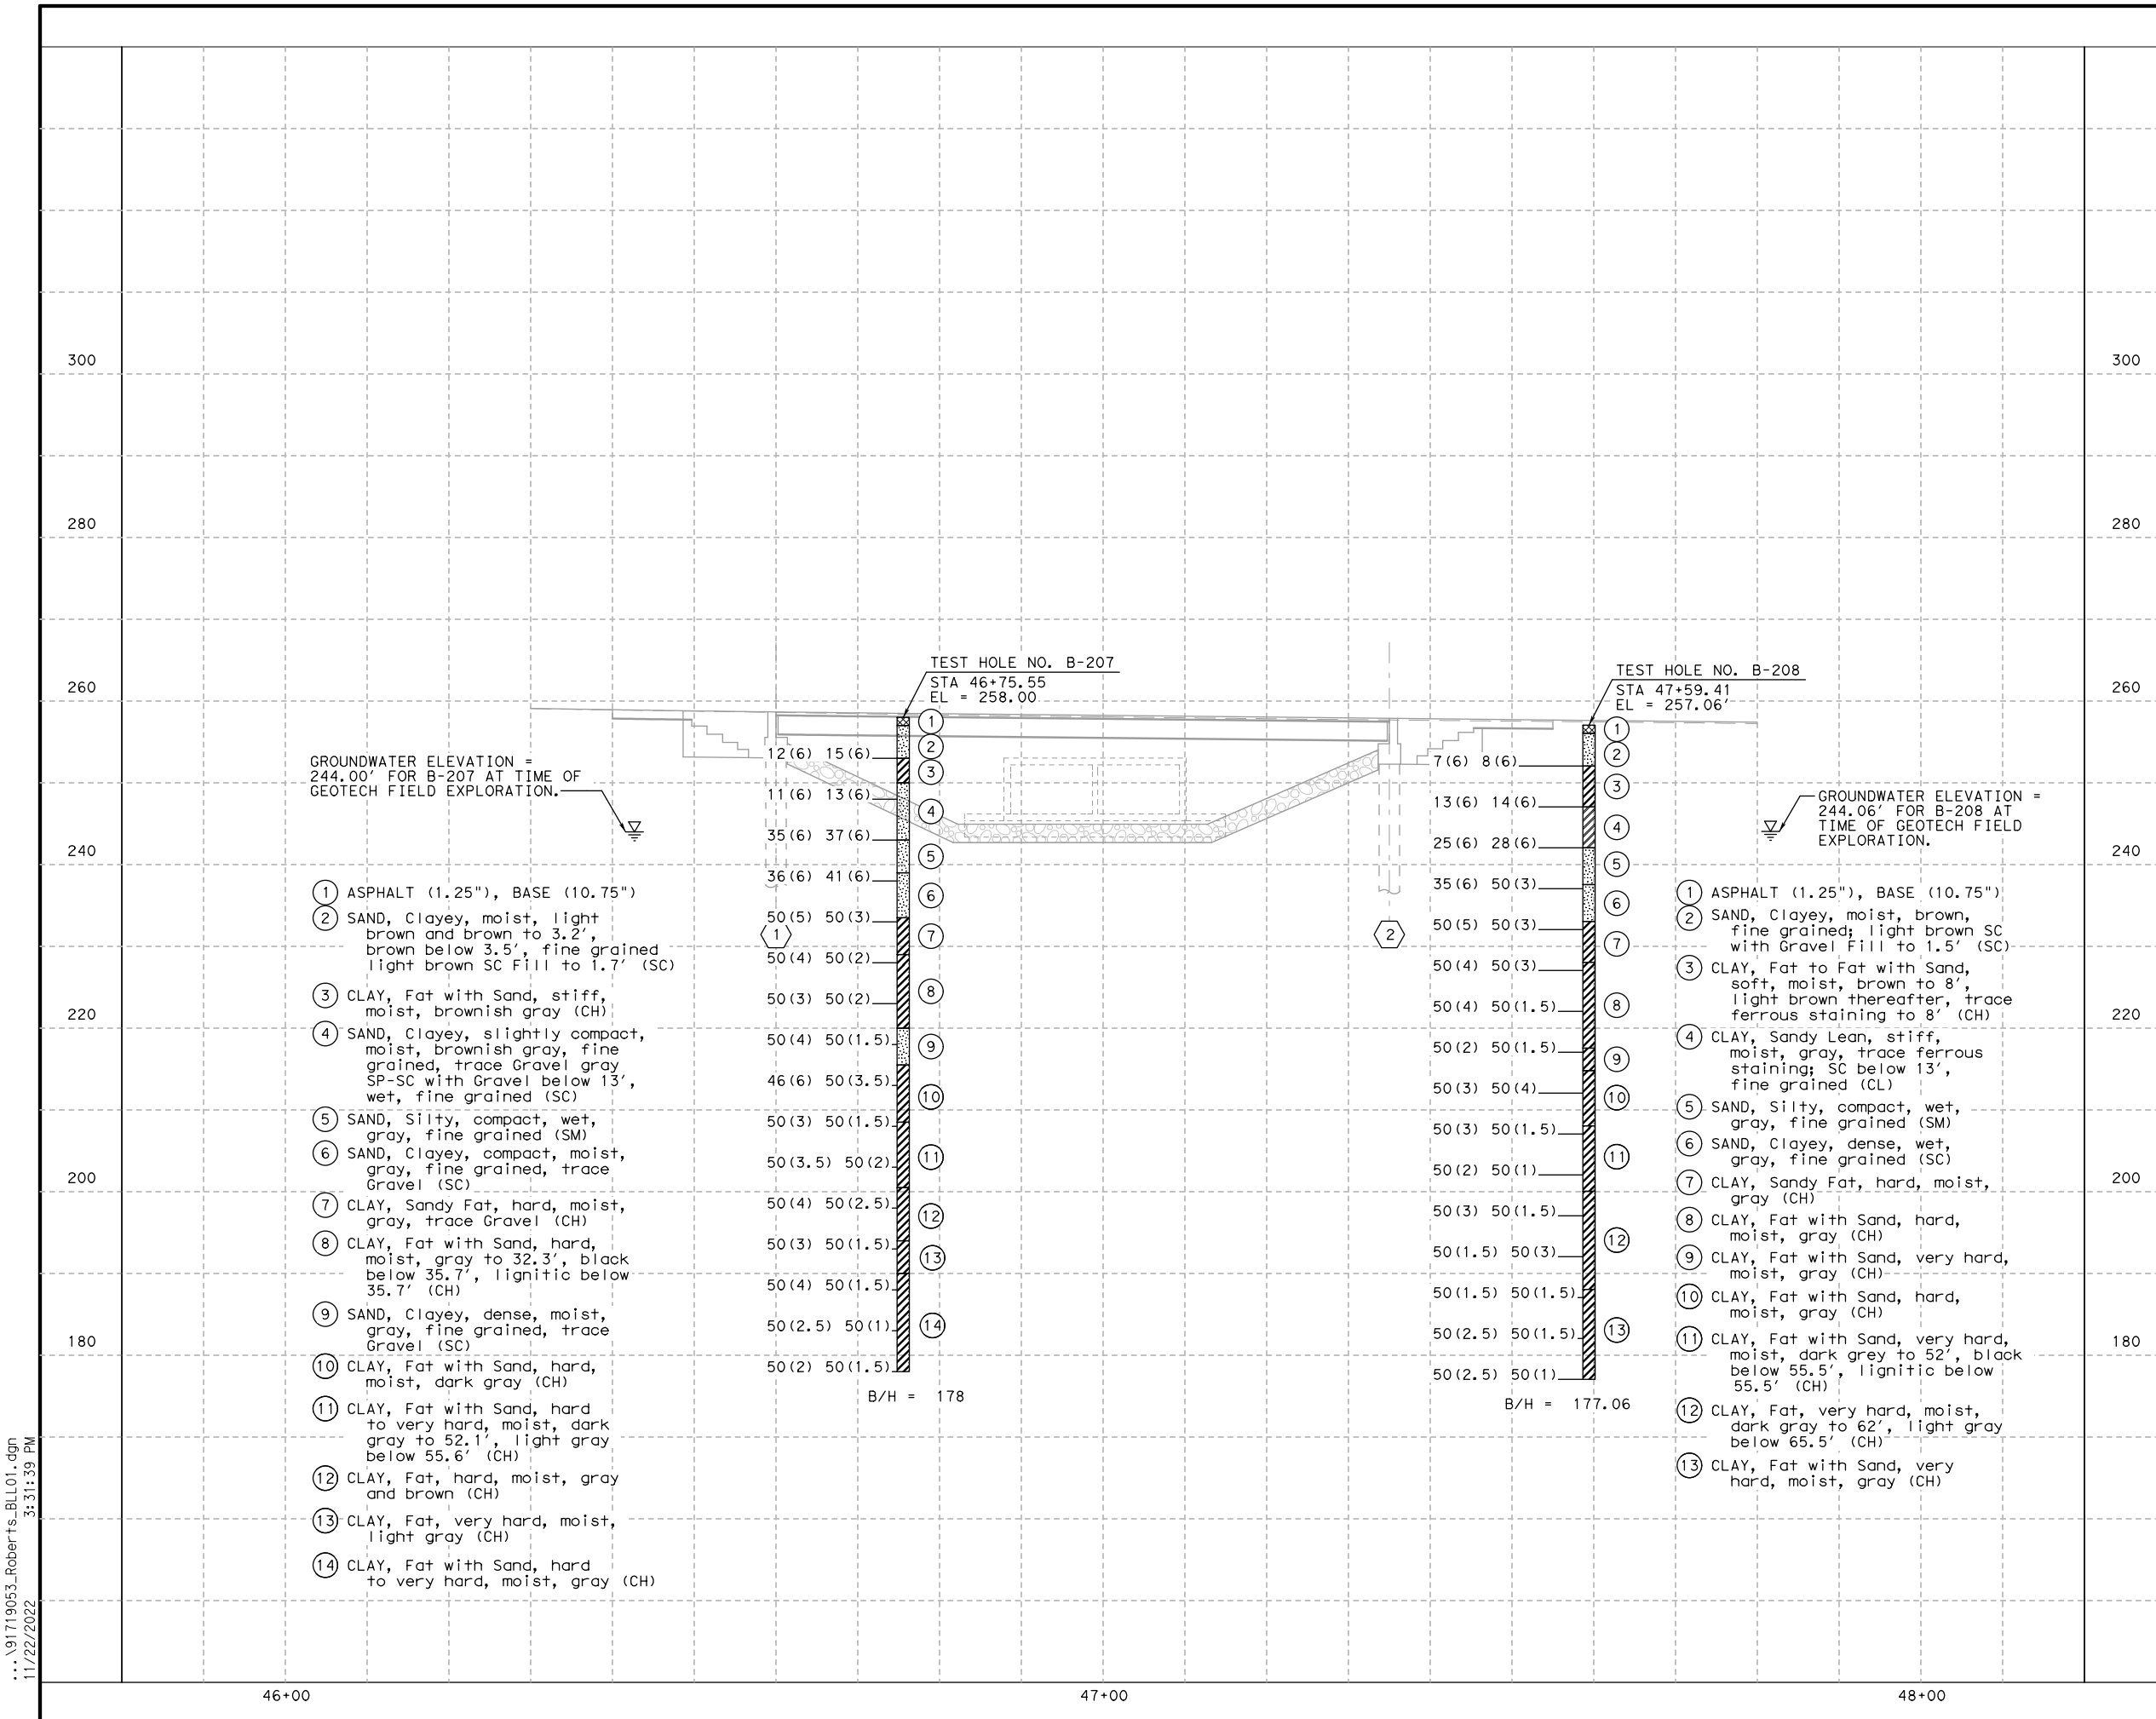 300
300
280
280
TEST HOLE NO. B-207
STA 46+75.55
EL = 258.00
TEST HOLE NO. B-208
STA 47+59.41
EL = 257.06'
260
260
GROUNDWATER ELEVATION =
244.00' FOR B-207 AT TIME OF
GEOTECH FIELD EXPLORATION.
GROUNDWATER ELEVATION =
244.06' FOR B-208 AT
TIME OF GEOTECH FIELD
EXPLORATION.
240
240
220
220
200
200
180
180
1 ASPHALT (1.25"), BASE (10.75")
2 SAND, Clayey, moist, light
brown and brown to 3.2',
brown below 3.5', fine grained
light brown SC Fill to 1.7' (SC)
3 CLAY, Fat with Sand, stiff,
moist, brownish gray (CH)
4 SAND, Clayey, slightly compact,
moist, brownish gray, fine
grained, trace Gravel gray
SP-SC with Gravel below 13',
wet, fine grained (SC)
5 SAND, Silty, compact, wet,
gray, fine grained (SM)
6 SAND, Clayey, compact, moist,
gray, fine grained, trace
Gravel (SC)
7 CLAY, Sandy Fat, hard, moist,
gray, trace Gravel (CH)
8 CLAY, Fat with Sand, hard,
moist, gray to 32.3', black
below 35.7', lignitic below
35.7' (CH)
9 SAND, Clayey, dense, moist,
gray, fine grained, trace
Gravel (SC)
10 CLAY, Fat with Sand, hard,
moist, dark gray (CH)
11 CLAY, Fat with Sand, hard
to very hard, moist, dark
gray to 52.1', light gray
below 55.6' (CH)
12 CLAY, Fat, hard, moist, gray
and brown (CH)
13 CLAY, Fat, very hard, moist,
light gray (CH)
14 CLAY, Fat with Sand, hard
to very hard, moist, gray (CH)
1
12(6) 15(6)
11(6) 13(6)
35(6) 37(6)
36(6) 41(6)
50(5) 50(3)
50(4) 50(2)
50(3) 50(2)
50(4) 50(1.5)
46(6) 50(3.5)
50(3) 50(1.5)
50(3.5) 50(2)
50(4) 50(2.5)
50(3) 50(1.5)
50(4) 50(1.5)
50(2.5) 50(1)
50(2) 50(1.5)
B/H = 178
1
2
3
4
5
6
7
8
9
10
11
12
13
14
2
7(6) 8(6)
13(6) 14(6)
25(6) 28(6)
35(6) 50(3)
50(5) 50(3)
50(4) 50(3)
50(4) 50(1.5)
50(2) 50(1.5)
50(3) 50(4)
50(3) 50(1.5)
50(2) 50(1)
50(3) 50(1.5)
50(1.5) 50(3)
50(1.5) 50(1.5)
50(2.5) 50(1.5)
50(2.5) 50(1)
B/H = 177.06
1
2
3
4
5
6
7
8
9
10
11
12
13
1 ASPHALT (1.25"), BASE (10.75")
2 SAND, Clayey, moist, brown,
fine grained; light brown SC
with Gravel Fill to 1.5' (SC)
3 CLAY, Fat to Fat with Sand,
soft, moist, brown to 8',
light brown thereafter, trace
ferrous staining to 8' (CH)
4 CLAY, Sandy Lean, stiff,
moist, gray, trace ferrous
staining; SC below 13',
fine grained (CL)
5 SAND, Silty, compact, wet,
gray, fine grained (SM)
6 SAND, Clayey, dense, wet,
gray, fine grained (SC)
7 CLAY, Sandy Fat, hard, moist,
gray (CH)
8 CLAY, Fat with Sand, hard,
moist, gray (CH)
9 CLAY, Fat with Sand, very hard,
moist, gray (CH)
10 CLAY, Fat with Sand, hard,
moist, gray (CH)
11 CLAY, Fat with Sand, very hard,
moist, dark grey to 52', black
below 55.5', lignitic below
55.5' (CH)
12 CLAY, Fat, very hard, moist,
dark gray to 62', light gray
below 65.5' (CH)
13 CLAY, Fat with Sand, very
hard, moist, gray (CH)
46+00
47+00
48+00
...\91719053_Roberts_BLL01.dgn
11/22/2022 3:31:39 PM